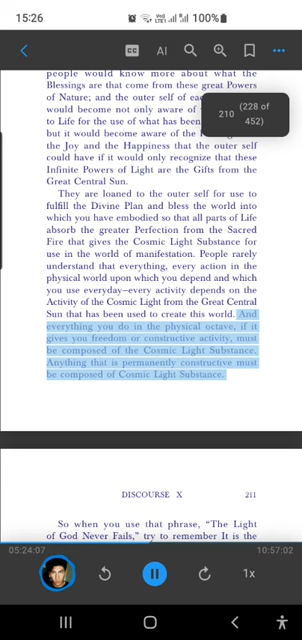 15:26
100%
CC
AI
people would know more about what the
Blessings are that come from these great Powers
of Nature; and the outer self of eac
would become not only aware of
to Life for the use of what has been
but it would become aware of the
the Joy and the Happiness that the outer self
could have if it would only recognize that these
Infinite Powers of Light are the Gifts from the
Great Central Sun.
210 (228 of
452)
They are loaned to the outer self for use to
fulfill the Divine Plan and bless the world into
which you have embodied so that all parts of Life
absorb the greater Perfection from the Sacred
Fire that gives the Cosmic Light Substance for
use in the world of manifestation. People rarely
understand that everything, every action in the
physical world upon which you depend and which
you use everyday–every activity depends on the
Activity of the Cosmic Light from the Great Central
Sun that has been used to create this world. And
everything you do in the physical octave, if it
gives you freedom or constructive activity, must
be composed of the Cosmic Light Substance.
Anything that is permanently constructive must
be composed of Cosmic Light Substance.
DISCOURSE X 211
So when you use that phrase, “The Light
of God Never Fails,” try to remember It is the
05:24:07
10:57:02
1x